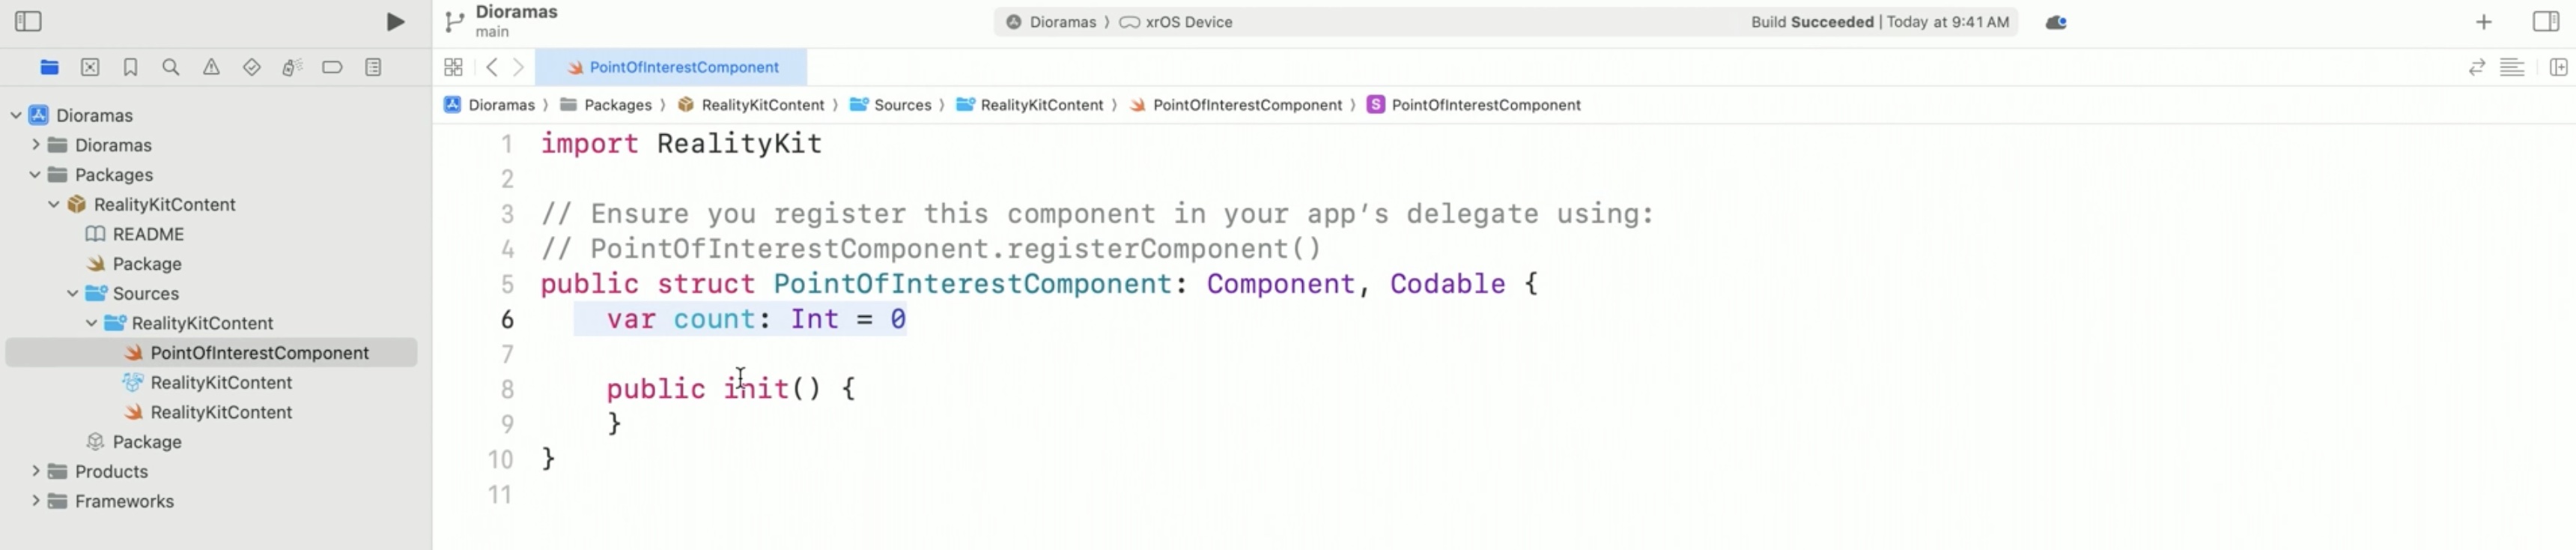 Dioramas
main
Dioramas 〉 xrOS Device
Build Succeeded | Today at 9:41 AM
PointOfInterestComponent
Dioramas 〉 Packages 〉 RealityKitContent 〉 Sources 〉 RealityKitContent 〉 PointOfInterestComponent 〉 S PointOfInterestComponent
Dioramas
Dioramas
Packages
RealityKitContent
README
Package
Sources
RealityKitContent
PointOfInterestComponent
RealityKitContent
RealityKitContent
Package
Products
Frameworks
1 import RealityKit
2
3 // Ensure you register this component in your app’s delegate using:
4 // PointOfInterestComponent.registerComponent()
5 public struct PointOfInterestComponent: Component, Codable {
6     var count: Int = 0
7
8     public init() {
9     }
10 }
11